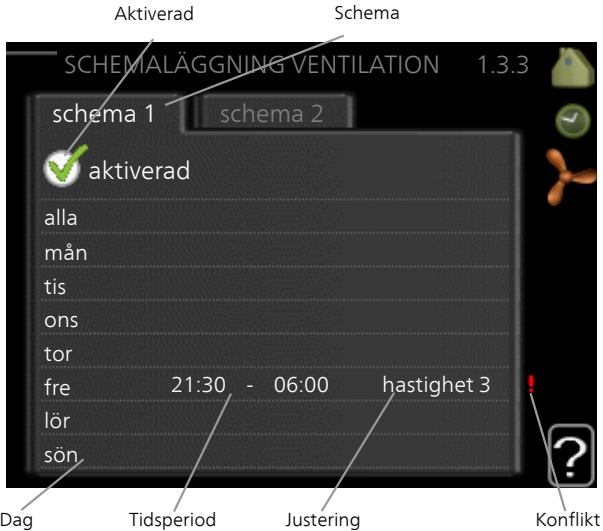 Aktiverad Schema
SCHEMALÄGGNING VENTILATION 1.3.3
schema 1 schema 2
aktiverad
alla
mån
tis
ons
tor
fre 21:30 - 06:00 hastighet 3 !
lör
sön
?
Dag Tidsperiod Justering Konflikt